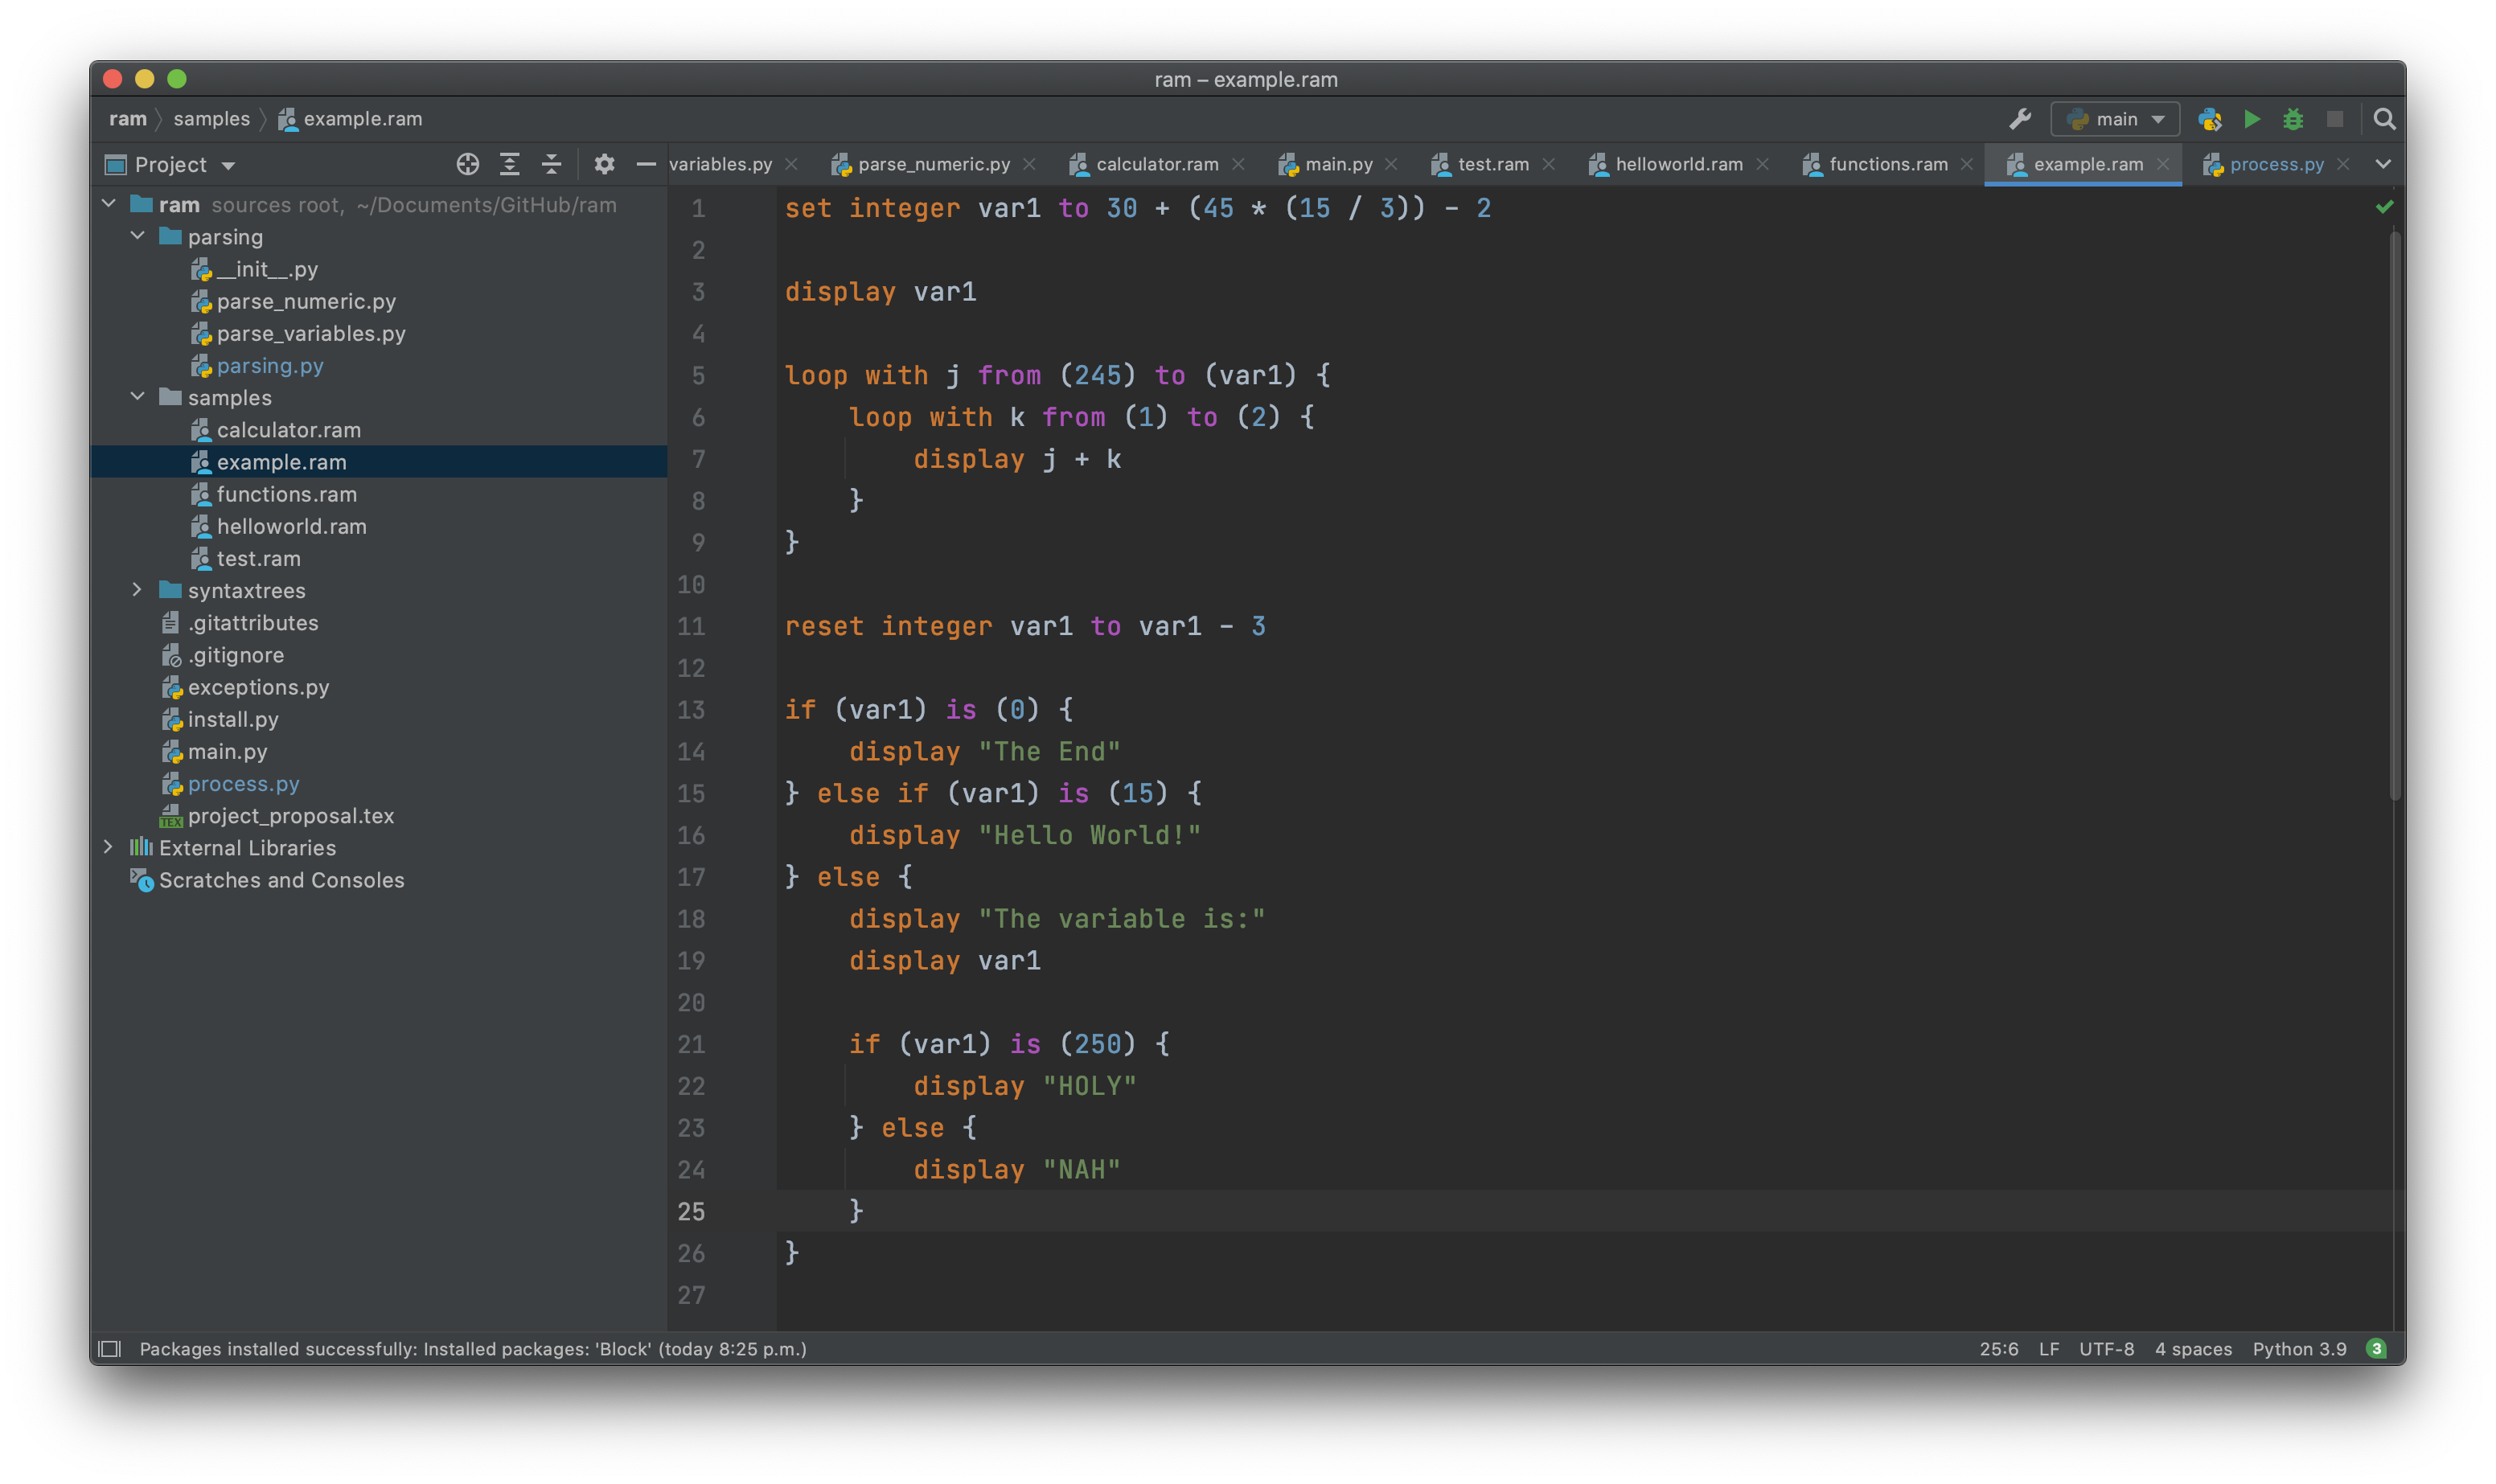 ram – example.ram
ram samples example.ram main
Project
variables.py parse_numeric.py calculator.ram main.py test.ram helloworld.ram functions.ram example.ram process.py
ram sources root, ~/Documents/GitHub/ram
parsing
__init__.py
parse_numeric.py
parse_variables.py
parsing.py
samples
calculator.ram
example.ram
functions.ram
helloworld.ram
test.ram
syntaxtrees
.gitattributes
.gitignore
exceptions.py
install.py
main.py
process.py
TEX project_proposal.tex
External Libraries
Scratches and Consoles
1 set integer var1 to 30 + (45 * (15 / 3)) - 2
2
3 display var1
4
5 loop with j from (245) to (var1) {
6     loop with k from (1) to (2) {
7         display j + k
8     }
9 }
10
11 reset integer var1 to var1 - 3
12
13 if (var1) is (0) {
14     display "The End"
15 } else if (var1) is (15) {
16     display "Hello World!"
17 } else {
18     display "The variable is:"
19     display var1
20
21     if (var1) is (250) {
22         display "HOLY"
23     } else {
24         display "NAH"
25     }
26 }
27
Packages installed successfully: Installed packages: 'Block' (today 8:25 p.m.) 25:6 LF UTF-8 4 spaces Python 3.9 3